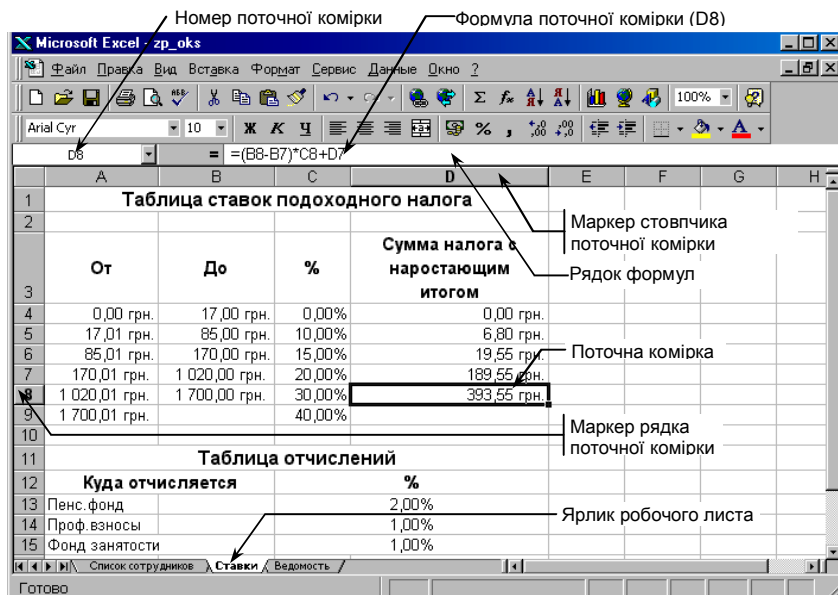 Номер поточної комірки
Формула поточної комірки (D8)
Microsoft Excel - zp_oks
Файл Правка Вид Вставка Формат Сервис Данные Окно ?
100%
Arial Cyr 10 Ж К Ч
D8 = =(B8-B7)*C8+D7
A B C D E F G H
1 Таблица ставок подоходного налога
2
Маркер стовпчика
поточної комірки
3 От До % Сумма налога с
наростающим
итогом
Рядок формул
4 0,00 грн. 17,00 грн. 0,00% 0,00 грн.
5 17,01 грн. 85,00 грн. 10,00% 6,80 грн.
6 85,01 грн. 170,00 грн. 15,00% 19,55 грн.
Поточна комірка
7 170,01 грн. 1 020,00 грн. 20,00% 189,55 грн.
8 1 020,01 грн. 1 700,00 грн. 30,00% 393,55 грн.
9 1 700,01 грн. 40,00%
Маркер рядка
поточної комірки
10
11 Таблица отчислений
12 Куда отчисляется %
13 Пенс.фонд 2,00%
14 Проф.взносы 1,00%
Ярлик робочого листа
15 Фонд занятости 1,00%
Список сотрудников Ставки Ведомость
Готово